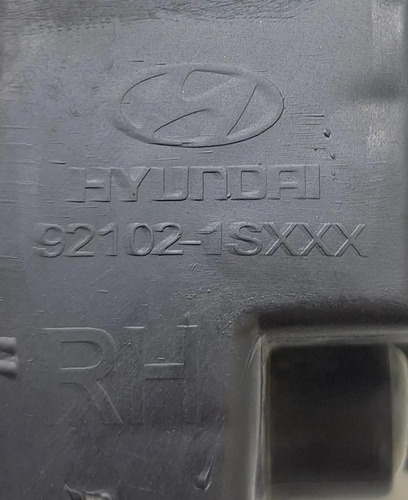 HYUNDAI
92102-1SXXX
RH